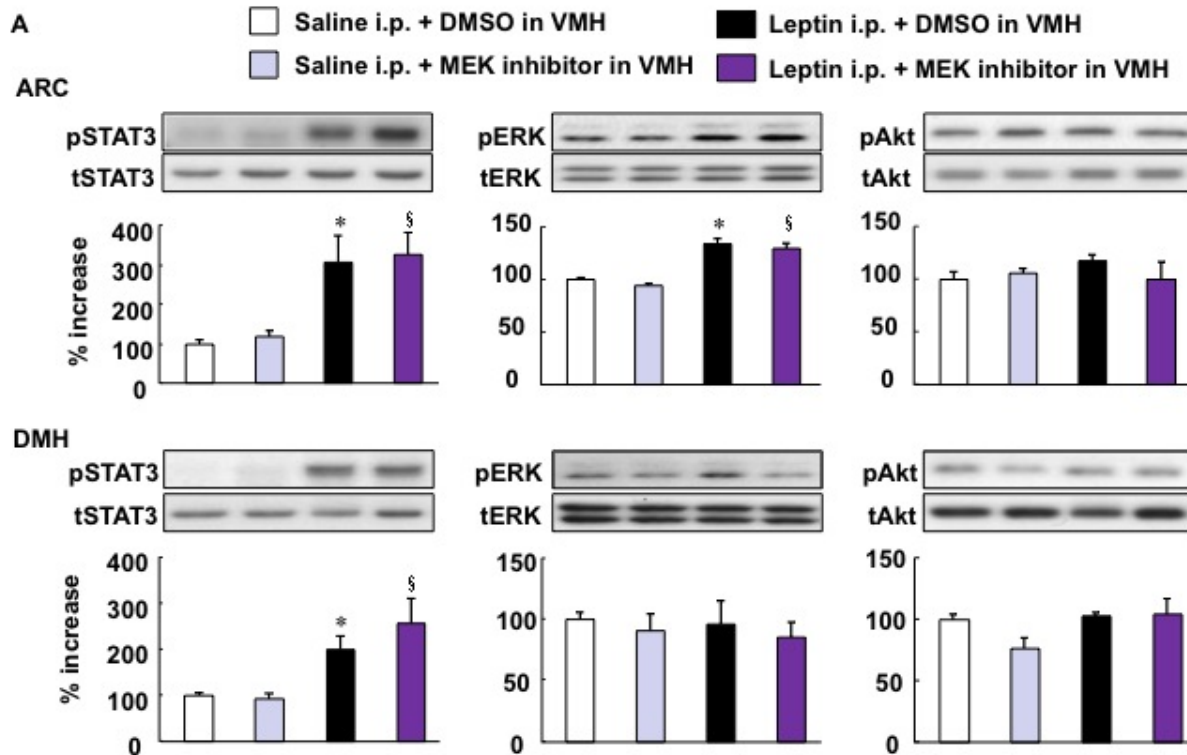 A
Saline i.p. + DMSO in VMH
Leptin i.p. + DMSO in VMH
Saline i.p. + MEK inhibitor in VMH
Leptin i.p. + MEK inhibitor in VMH
ARC
pSTAT3
pERK
pAkt
tSTAT3
tERK
tAkt
% increase
400
300
200
100
0
*
§
150
100
50
0
*
§
150
100
50
0
DMH
pSTAT3
pERK
pAkt
tSTAT3
tERK
tAkt
% increase
400
300
200
100
0
*
§
150
100
50
0
150
100
50
0